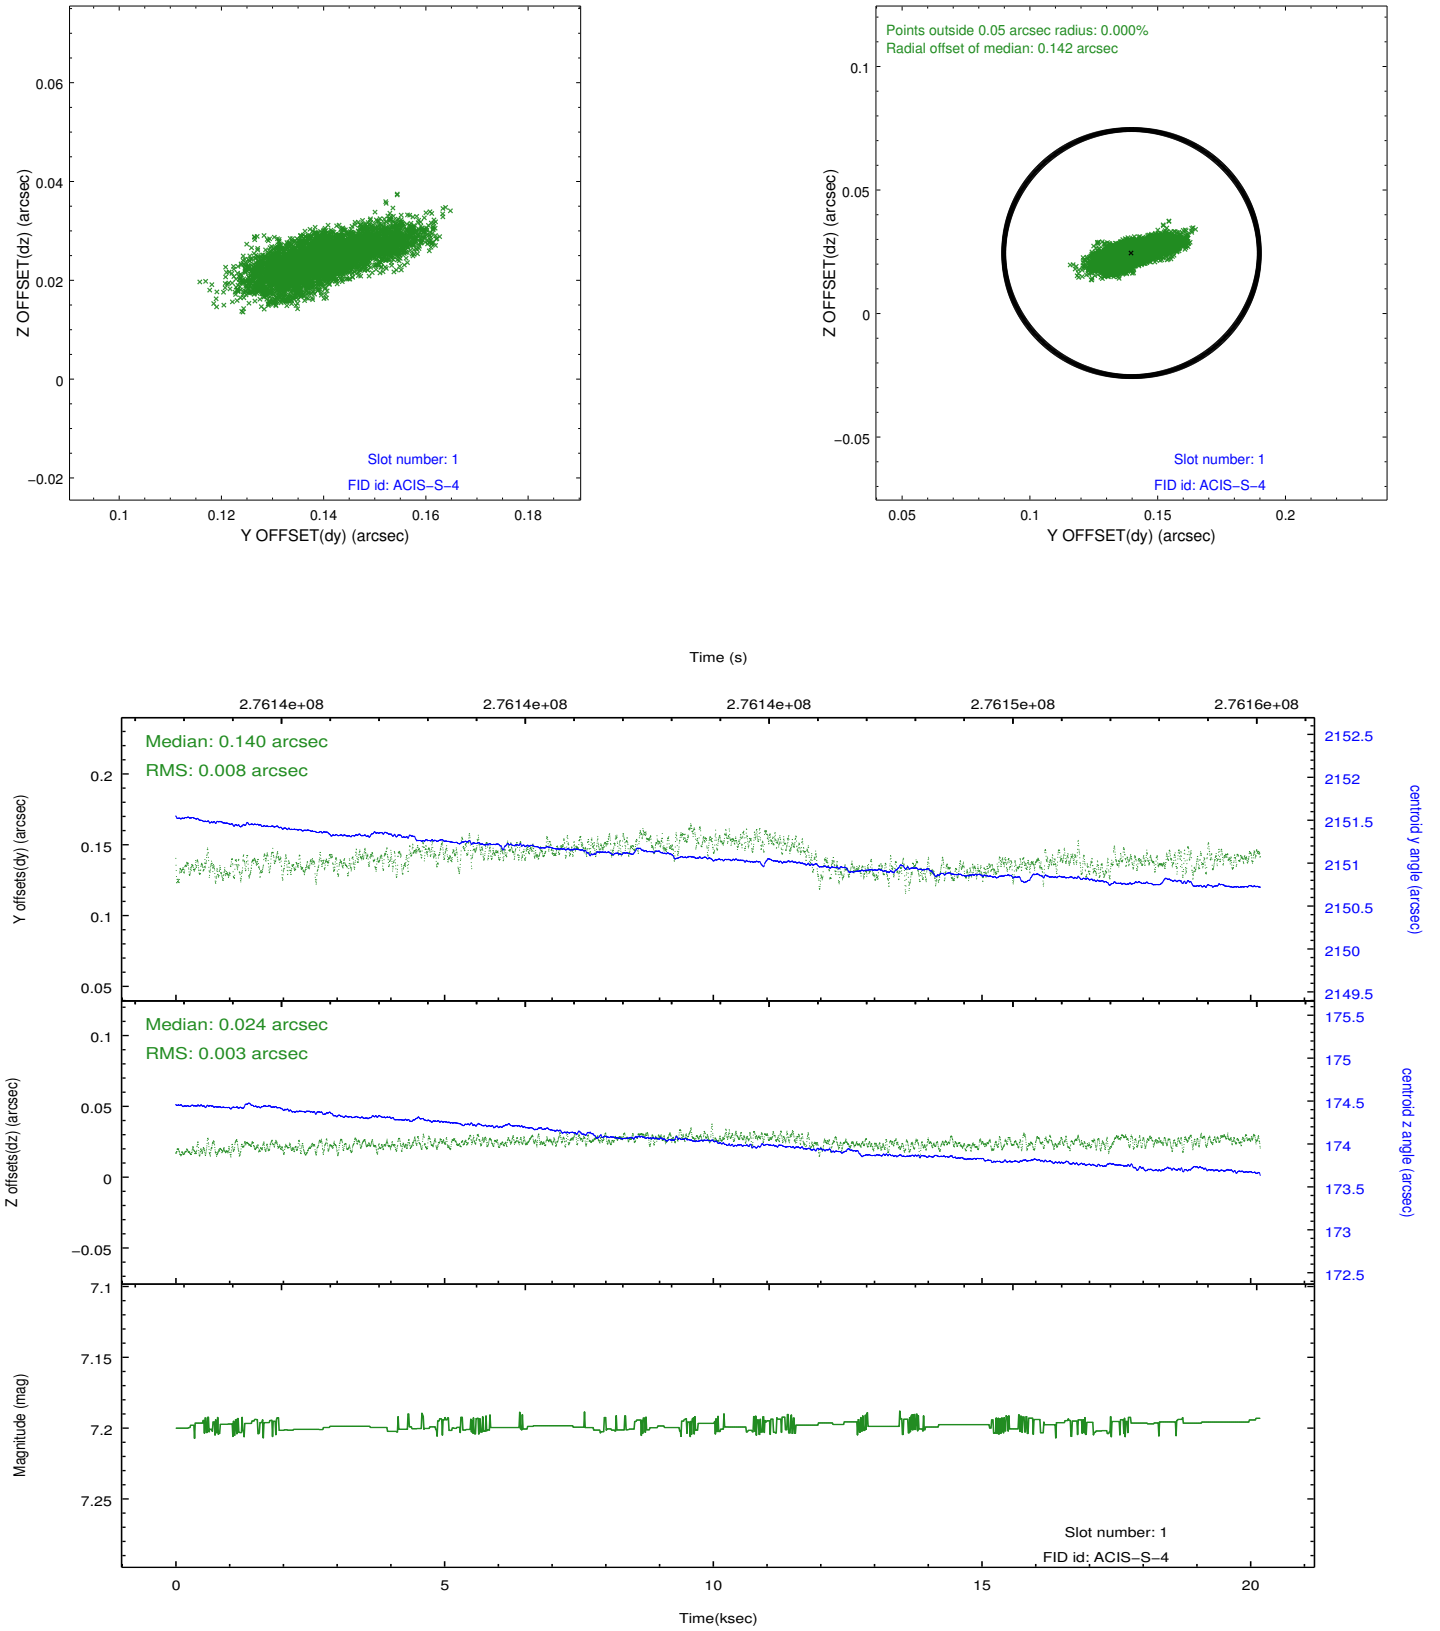 0.06
0.04
0.02
0
−0.02
Z OFFSET(dz) (arcsec)
Slot number: 1
FID id: ACIS−S−4
0.1
0.12
0.14
0.16
0.18
Y OFFSET(dy) (arcsec)
Points outside 0.05 arcsec radius: 0.000%
Radial offset of median: 0.142 arcsec
0.1
0.05
0
−0.05
Z OFFSET(dz) (arcsec)
Slot number: 1
FID id: ACIS−S−4
0.05
0.1
0.15
0.2
Y OFFSET(dy) (arcsec)
Time (s)
2.7614e+08
2.7614e+08
2.7614e+08
2.7615e+08
2.7616e+08
Median: 0.140 arcsec
RMS: 0.008 arcsec
0.2
0.15
0.1
0.05
Y offsets(dy) (arcsec)
2152.5
2152
2151.5
2151
2150.5
2150
2149.5
centroid y angle (arcsec)
Median: 0.024 arcsec
RMS: 0.003 arcsec
0.1
0.05
0
−0.05
Z offsets(dz) (arcsec)
175.5
175
174.5
174
173.5
173
172.5
centroid z angle (arcsec)
7.1
7.15
7.2
7.25
Magnitude (mag)
Slot number: 1
FID id: ACIS−S−4
0
5
10
15
20
Time(ksec)